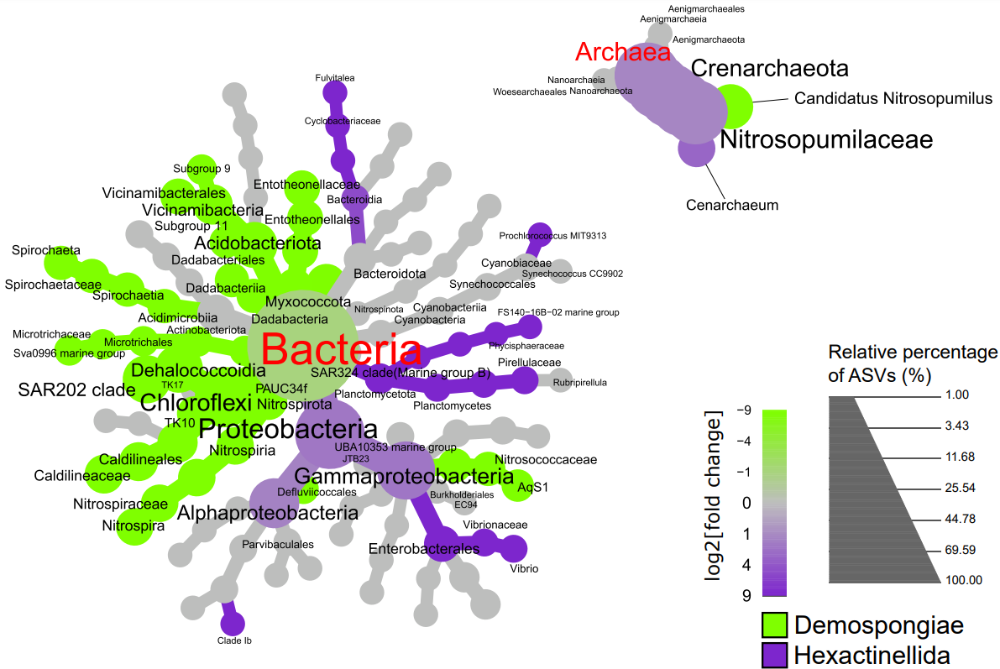 Aenigmarchaeales
Aenigmarchaeia
Aenigmarchaeota
Archaea
Crenarchaeota
Nanoarchaeia
Woesearchaeales Nanoarchaeota
Candidatus Nitrosopumilus
Nitrosopumilaceae
Cenarchaeum
Fulvitalea
Cyclobacteriaceae
Subgroup 9
Entotheonellaceae
Vicinamibacterales
Bacteroidia
Vicinamibacteria
Entotheonellales
Subgroup 11
Prochlorococcus MIT9313
Acidobacteriota
Spirochaeta
Dadabacteriales
Cyanobiaceae
Bacteroidota
Synechococcus CC9902
Spirochaetaceae
Synechococcales
Dadabacteriia
Spirochaetia
Myxococcota
Nitrospinota
Cyanobacteriia
FS140−16B−02 marine group
Acidimicrobiia
Dadabacteria
Cyanobacteria
Actinobacteriota
Microtrichaceae
Microtrichales
Bacteria
Phycisphaeraceae
Sva0996 marine group
Pirellulaceae
Dehalococcoidia
SAR324 clade(Marine group B)
TK17
Rubripirellula
SAR202 clade
PAUC34f
Planctomycetota
Chloroflexi
Nitrospirota
Planctomycetes
TK10
Proteobacteria
UBA10353 marine group
Nitrospiria
JTB23
Caldilineales
Nitrosococcaceae
Caldilineaceae
Gammaproteobacteria
AqS1
Defluviicoccales
Burkholderiales
EC94
Nitrospiraceae
Alphaproteobacteria
Nitrospira
Vibrionaceae
Parvibaculales
Enterobacterales
Vibrio
Clade Ib
Relative percentage
of ASVs (%)
1.00
3.43
11.68
25.54
44.78
69.59
100.00
log2[fold change]
−9
−4
−1
0
1
4
9
Demospongiae
Hexactinellida